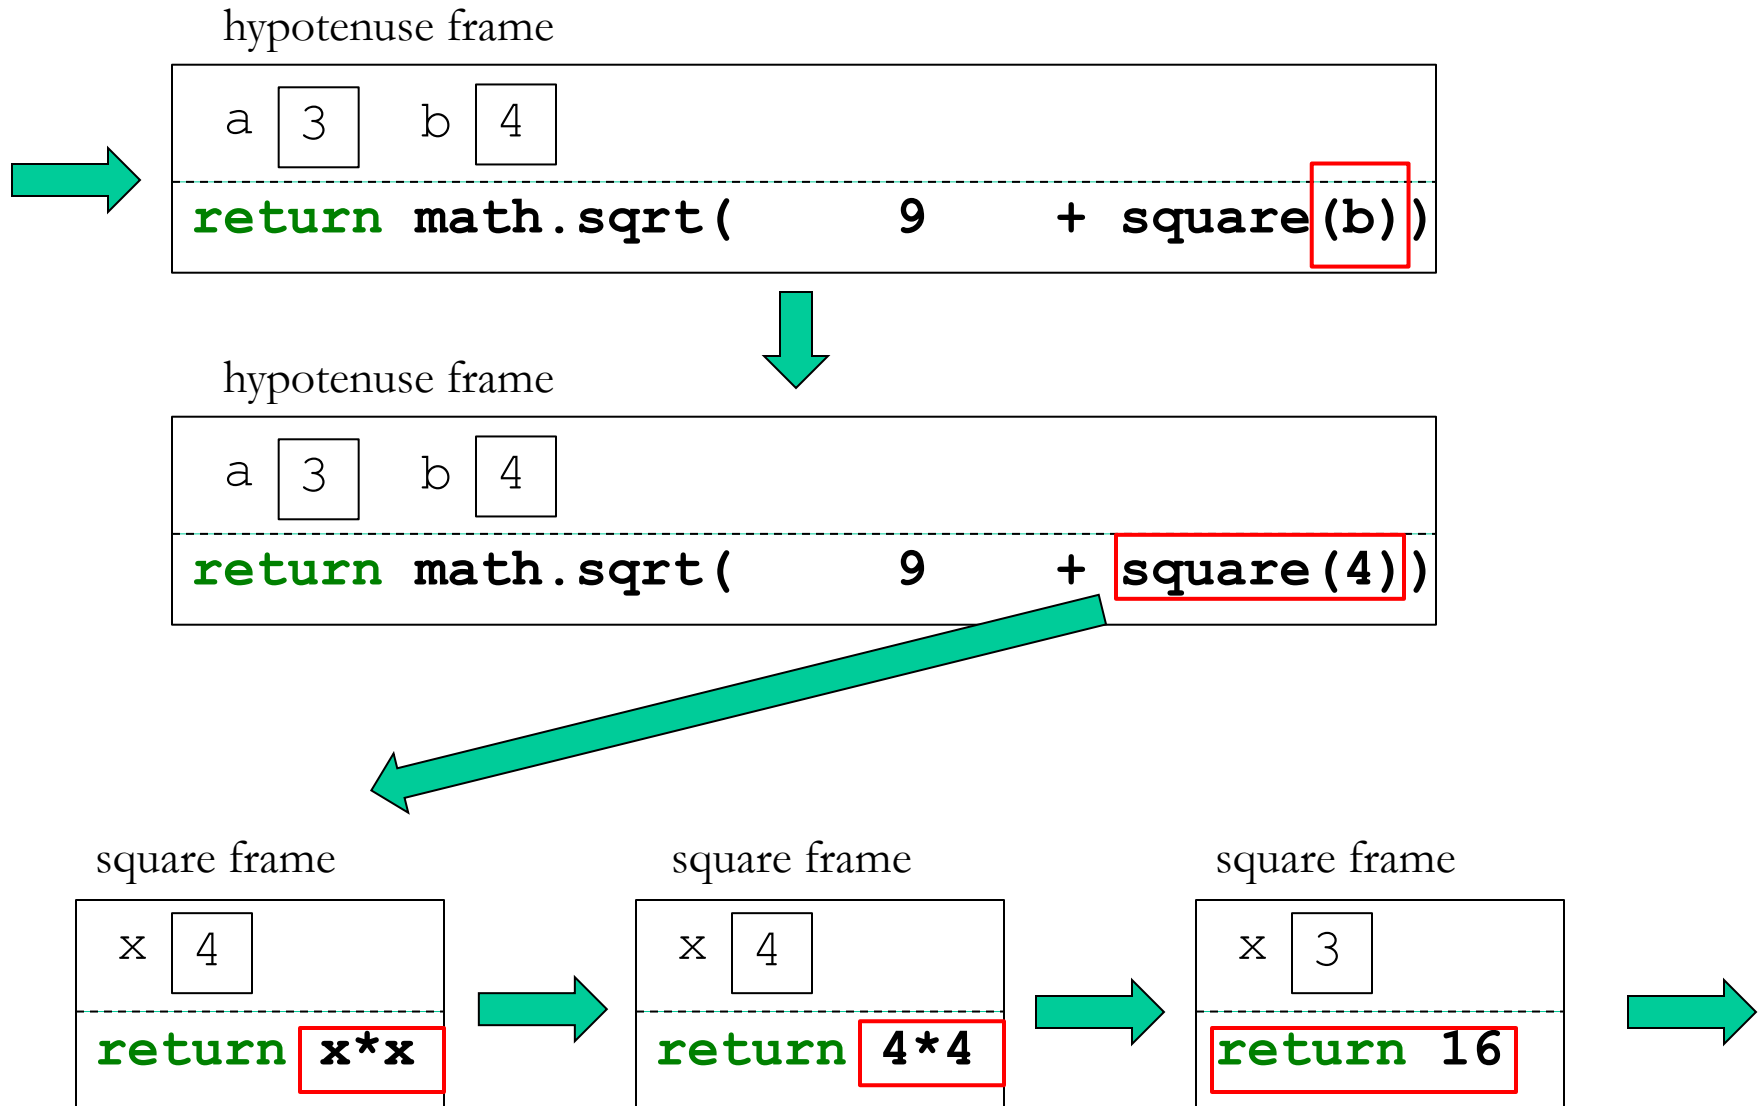 hypotenuse frame
a 3 b 4
return math.sqrt( 9 + square(b))
hypotenuse frame
a 3 b 4
return math.sqrt( 9 + square(4))
square frame
x 4
return x*x
square frame
x 4
return 4*4
square frame
x 3
return 16